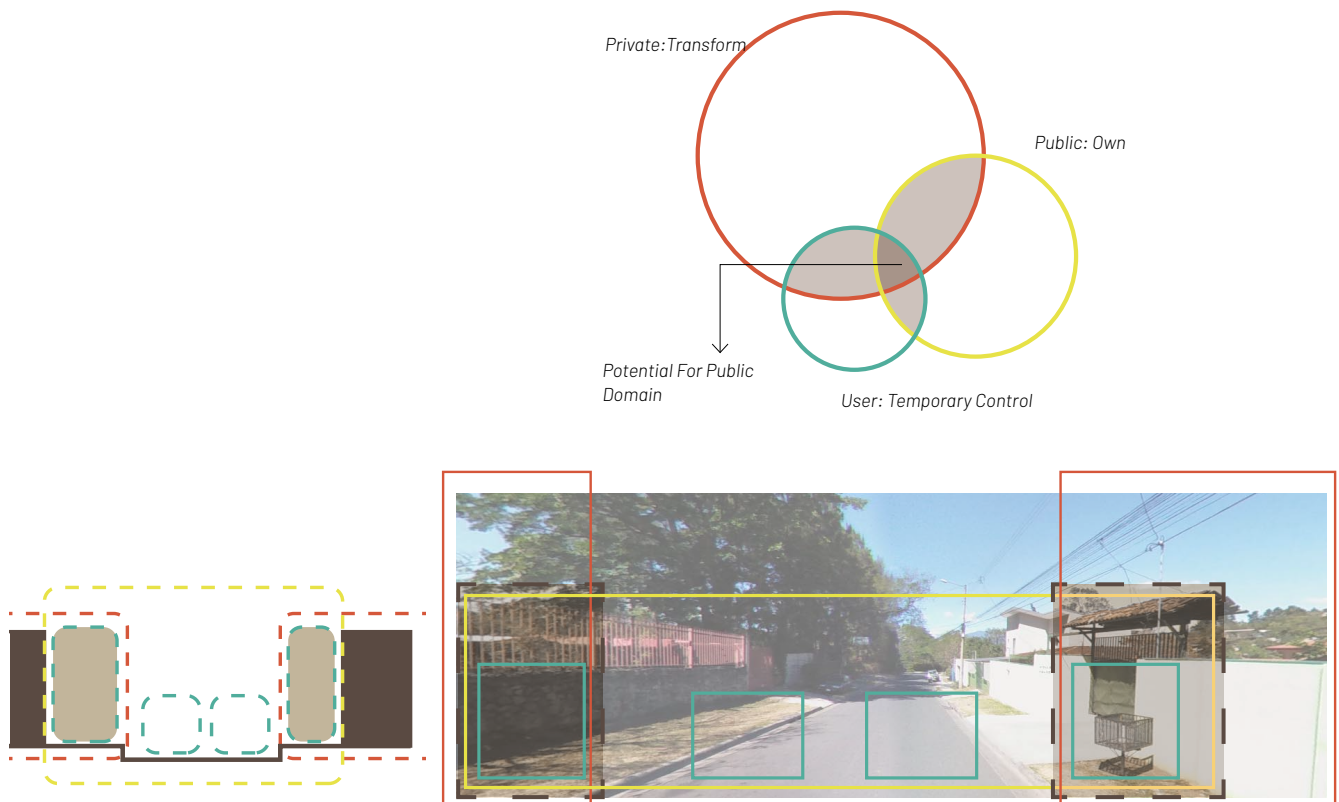 Private:Transform
Public: Own
Potential For Public
Domain
User: Temporary Control